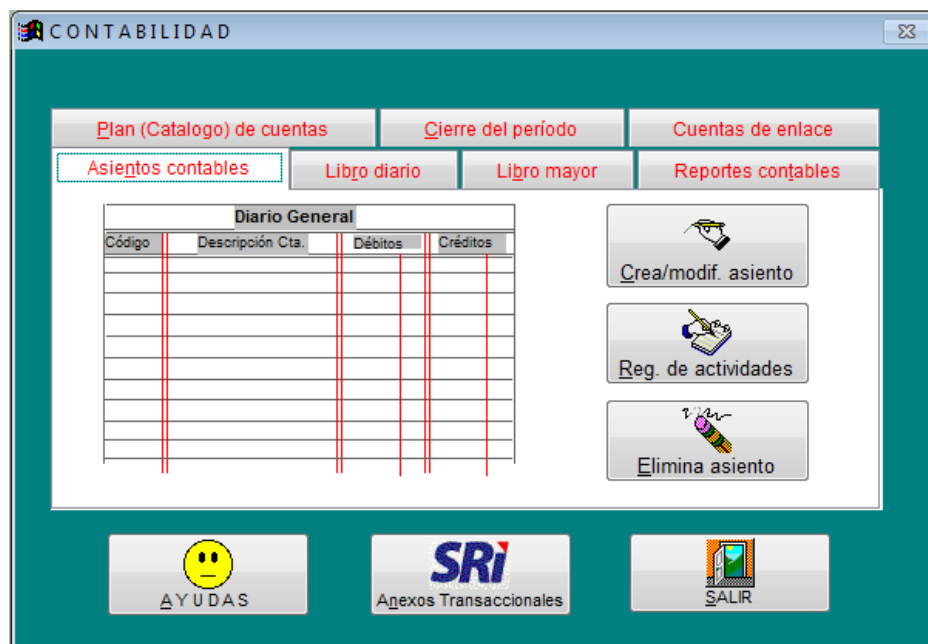 CONTABILIDAD
Plan (Catalogo) de cuentas
Cierre del período
Cuentas de enlace
Asientos contables
Libro diario
Libro mayor
Reportes contables
Diario General
Código
Descripción Cta.
Débitos
Créditos
Crea/modif. asiento
Reg. de actividades
Elimina asiento
AYUDAS
SRi
Anexos Transaccionales
SALIR